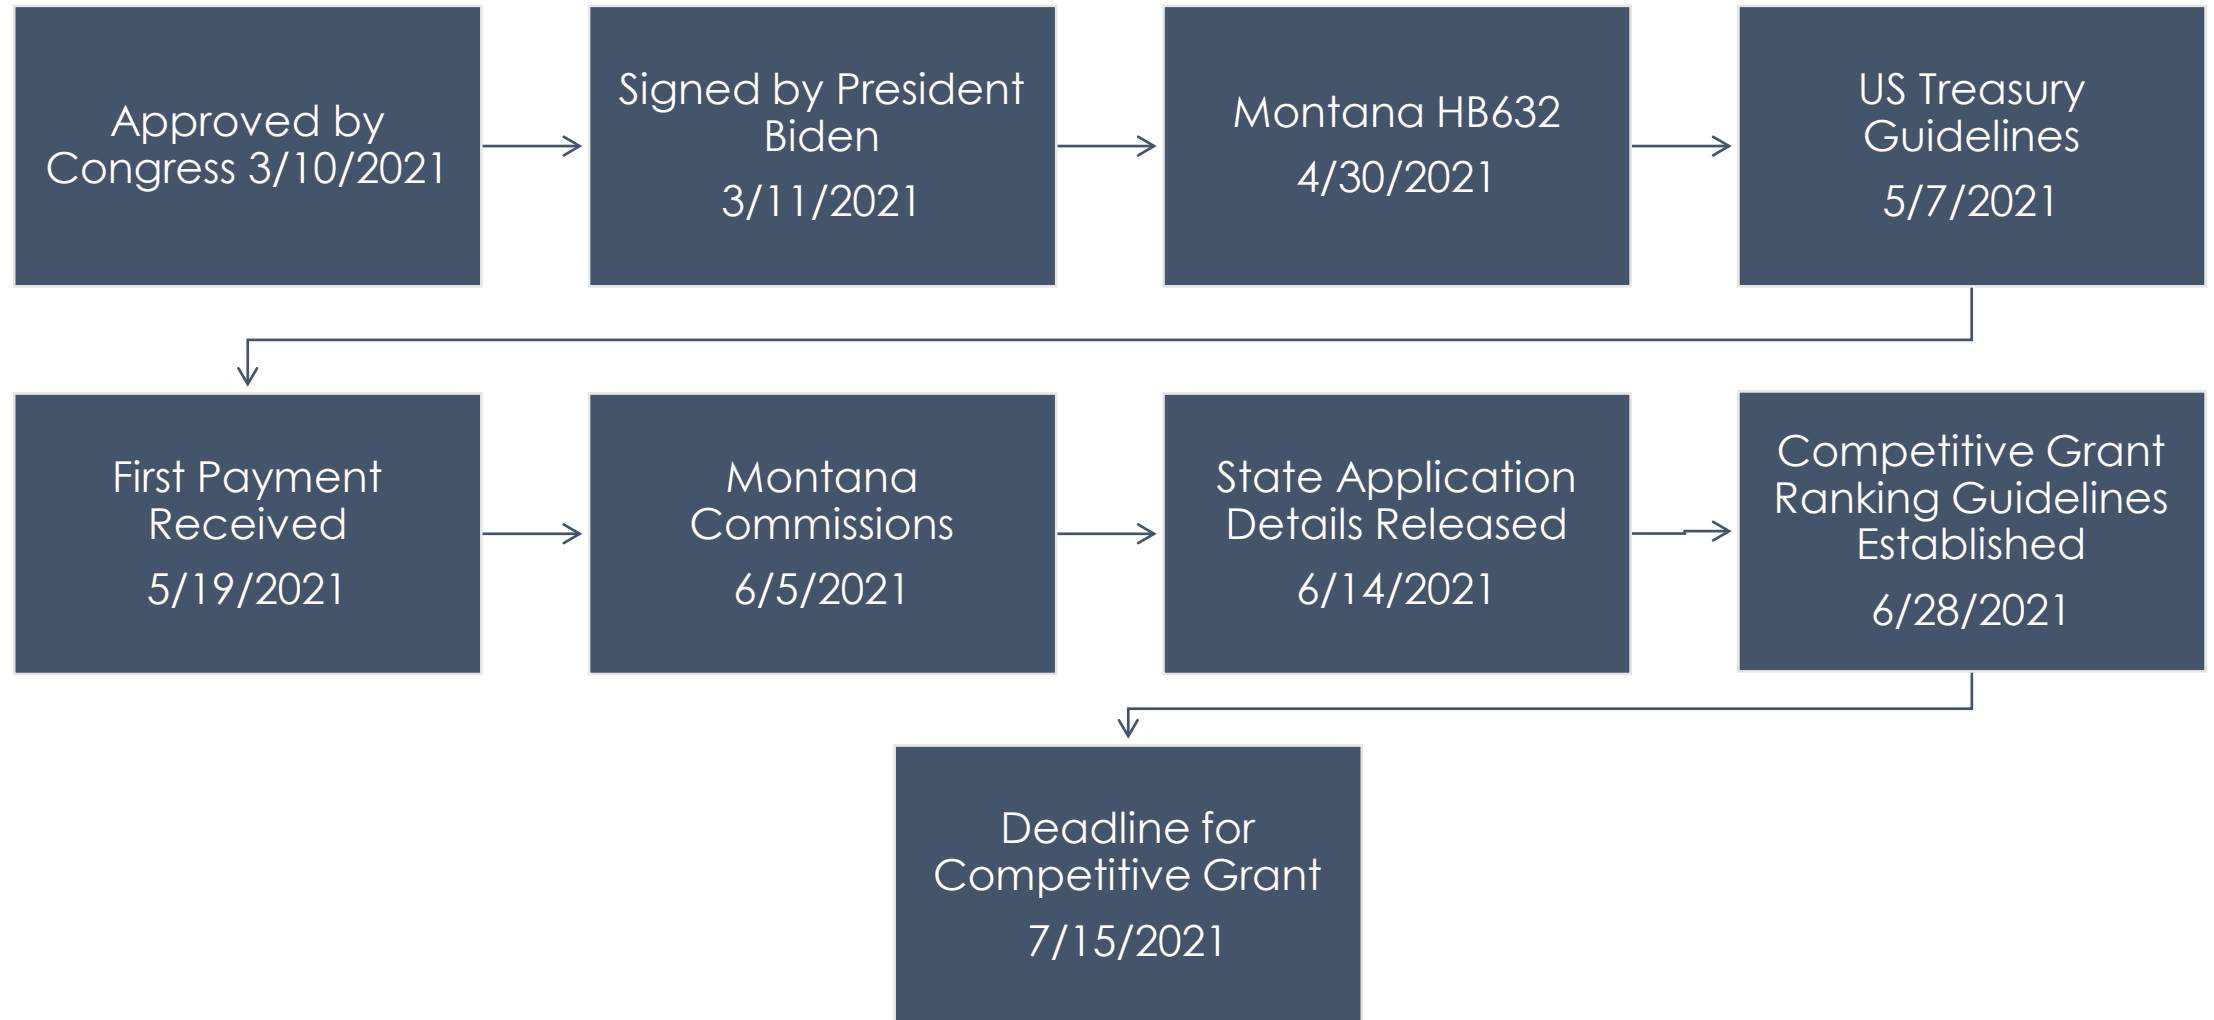 Approved by
Congress 3/10/2021
Signed by President
Biden
3/11/2021
Montana HB632
4/30/2021
US Treasury
Guidelines
5/7/2021
First Payment
Received
5/19/2021
Montana
Commissions
6/5/2021
State Application
Details Released
6/14/2021
Competitive Grant
Ranking Guidelines
Established
6/28/2021
Deadline for
Competitive Grant
7/15/2021